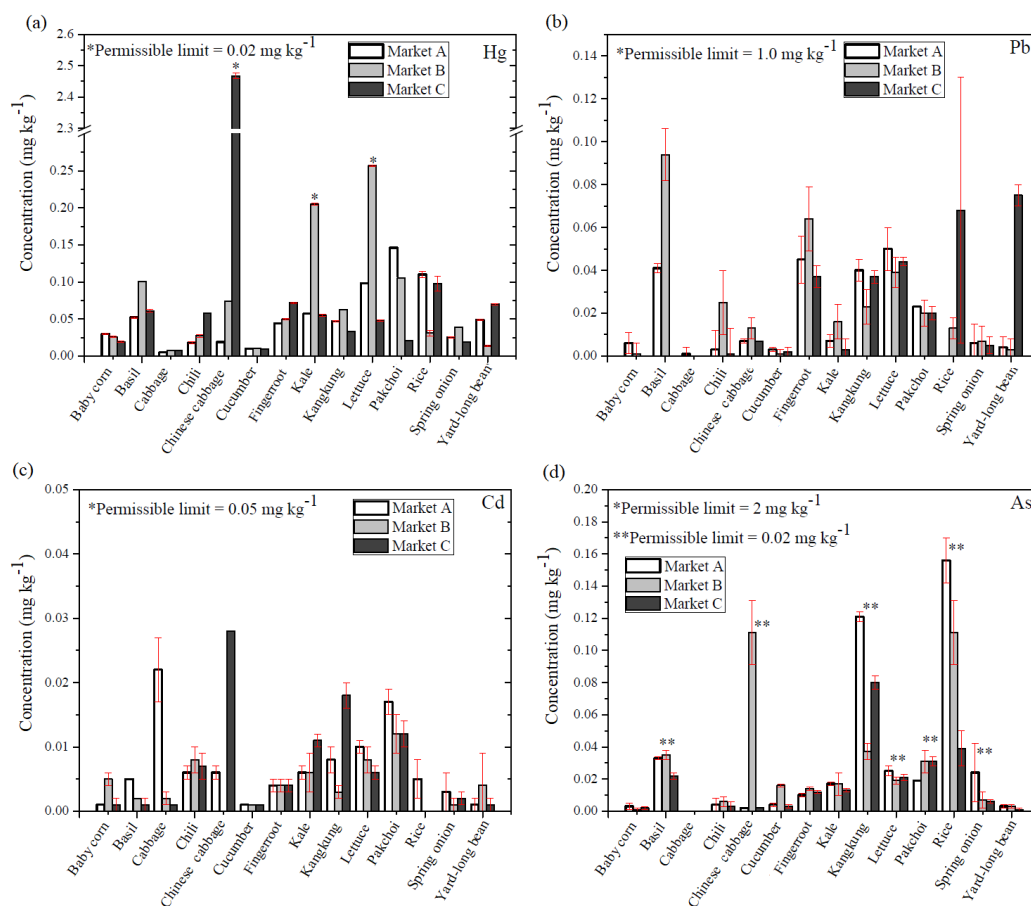 (a)
*Permissible limit = 0.02 mg kg⁻¹
Hg
Market A
Market B
Market C
Concentration (mg kg⁻¹)
2.6
2.5
2.4
2.3
0.25
0.20
0.15
0.10
0.05
0.00
*
*
*
Baby corn
Basil
Cabbage
Chili
Chinese cabbage
Cucumber
Fingerroot
Kale
Kangkung
Lettuce
Pakchoi
Rice
Spring onion
Yard-long bean
(b)
*Permissible limit = 1.0 mg kg⁻¹
Pb
Market A
Market B
Market C
Concentration (mg kg⁻¹)
0.14
0.12
0.10
0.08
0.06
0.04
0.02
0.00
Baby corn
Basil
Cabbage
Chili
Chinese cabbage
Cucumber
Fingerroot
Kale
Kangkung
Lettuce
Pakchoi
Rice
Spring onion
Yard-long bean
(c)
*Permissible limit = 0.05 mg kg⁻¹
Cd
Market A
Market B
Market C
Concentration (mg kg⁻¹)
0.05
0.04
0.03
0.02
0.01
0.00
Baby corn
Basil
Cabbage
Chili
Chinese cabbage
Cucumber
Fingerroot
Kale
Kangkung
Lettuce
Pakchoi
Rice
Spring onion
Yard-long bean
(d)
*Permissible limit = 2 mg kg⁻¹
As
**Permissible limit = 0.02 mg kg⁻¹
Market A
Market B
Market C
Concentration (mg kg⁻¹)
0.20
0.18
0.16
0.14
0.12
0.10
0.08
0.06
0.04
0.02
0.00
**
**
**
**
**
**
**
Baby corn
Basil
Cabbage
Chili
Chinese cabbage
Cucumber
Fingerroot
Kale
Kangkung
Lettuce
Pakchoi
Rice
Spring onion
Yard-long bean